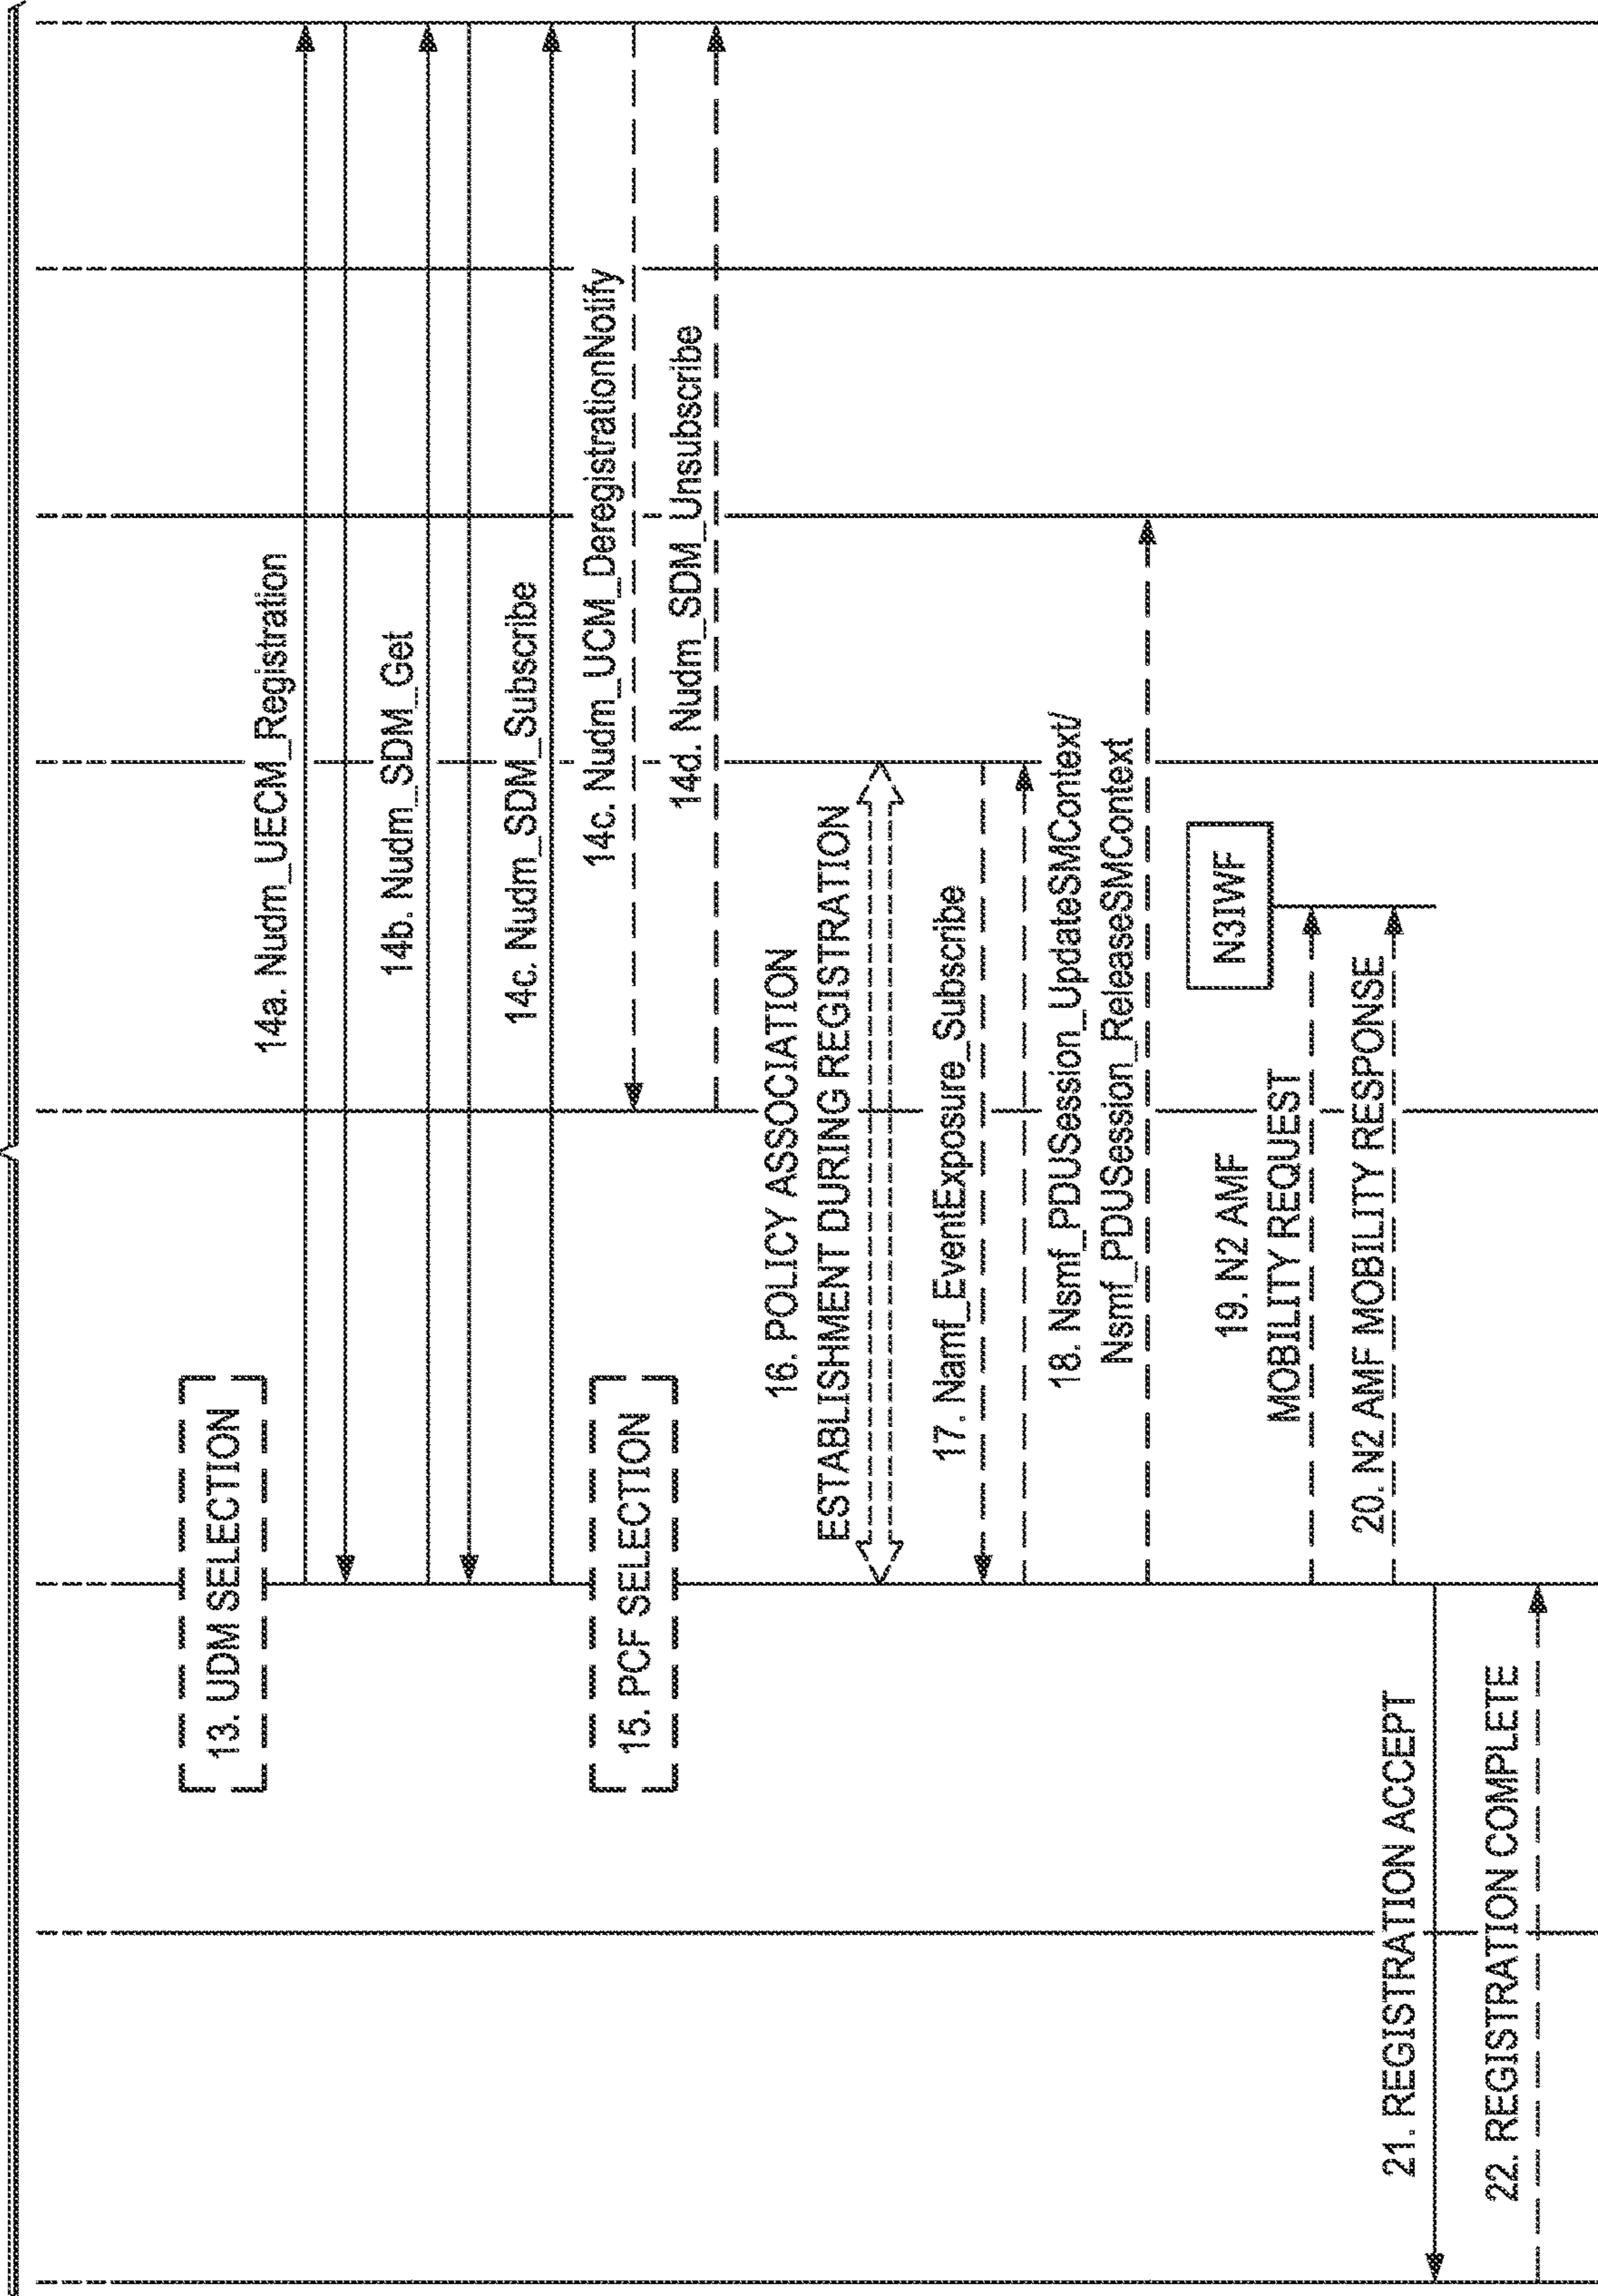 13. UDM SELECTION
14a. Nudm_UECM_Registration
14b. Nudm_SDM_Get
14c. Nudm_SDM_Subscribe
14c. Nudm_UCM_DeregistrationNotify
14d. Nudm_SDM_Unsubscribe
15. PCF SELECTION
16. POLICY ASSOCIATION
ESTABLISHMENT DURING REGISTRATION
17. Namf_EventExposure_Subscribe
18. Nsmf_PDUSession_UpdateSMContext/
Nsmf_PDUSession_ReleaseSMContext
N3IWF
19. N2 AMF
MOBILITY REQUEST
20. N2 AMF MOBILITY RESPONSE
21. REGISTRATION ACCEPT
22. REGISTRATION COMPLETE